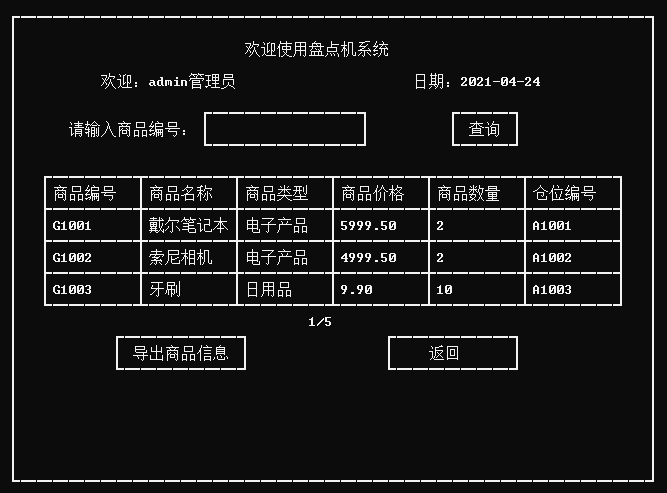 欢迎使用盘点机系统
欢迎：admin管理员 日期：2021-04-24
请输入商品编号： 查询
商品编号 商品名称 商品类型 商品价格 商品数量 仓位编号
G1001 戴尔笔记本 电子产品 5999.50 2 A1001
G1002 索尼相机 电子产品 4999.50 2 A1002
G1003 牙刷 日用品 9.90 10 A1003
1/5
导出商品信息 返回